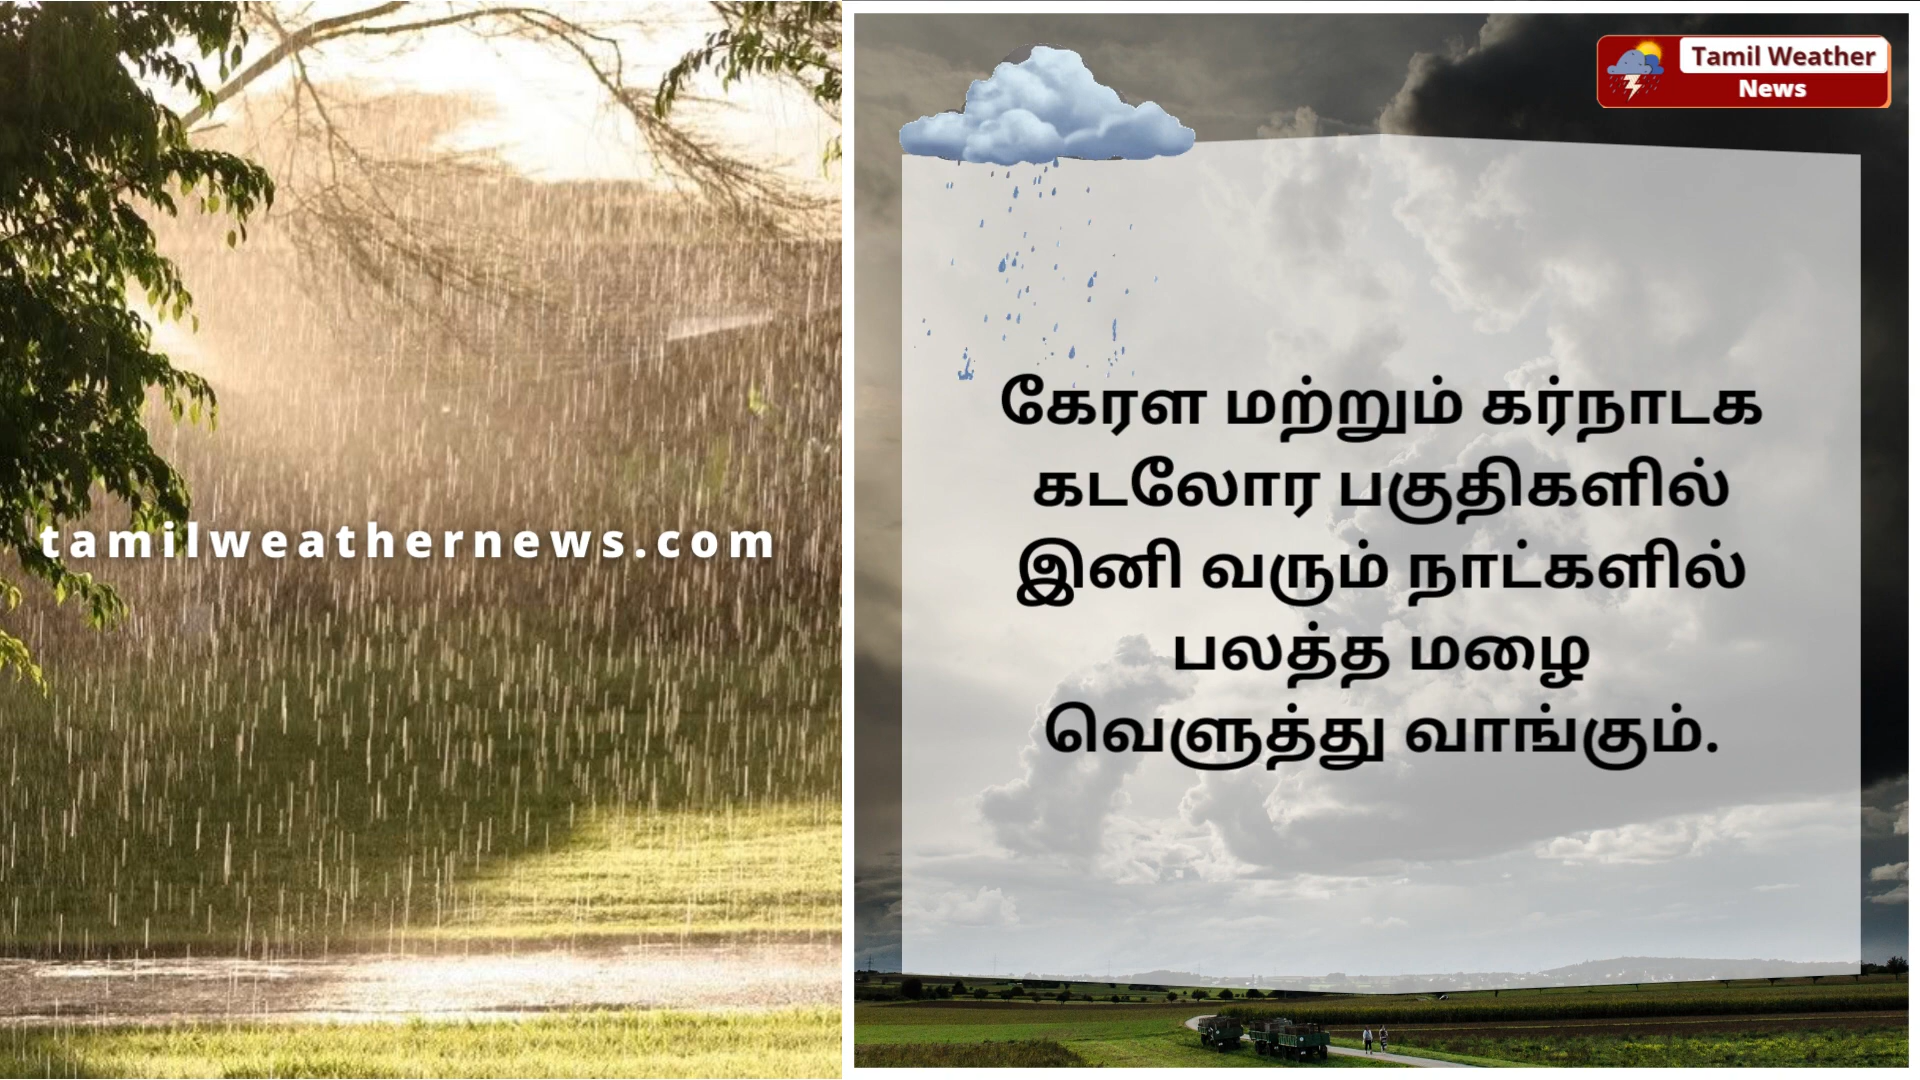 tamilweathernews.com
Tamil Weather
News
கேரள மற்றும் கர்நாடக
கடலோர பகுதிகளில்
இனி வரும் நாட்களில்
பலத்த மழை
வெளுத்து வாங்கும்.